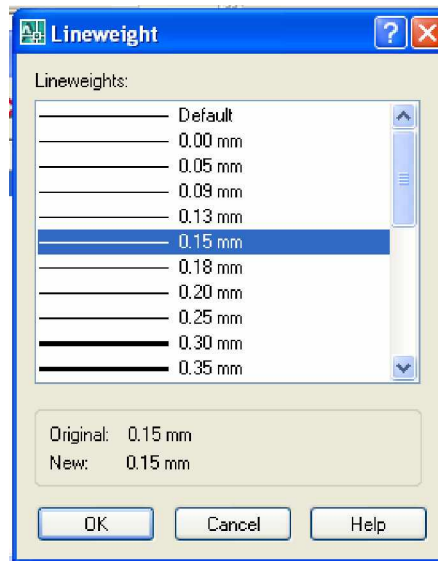 Lineweight
Lineweights:
Default
0.00 mm
0.05 mm
0.09 mm
0.13 mm
0.15 mm
0.18 mm
0.20 mm
0.25 mm
0.30 mm
0.35 mm
Original: 0.15 mm
New: 0.15 mm
OK Cancel Help